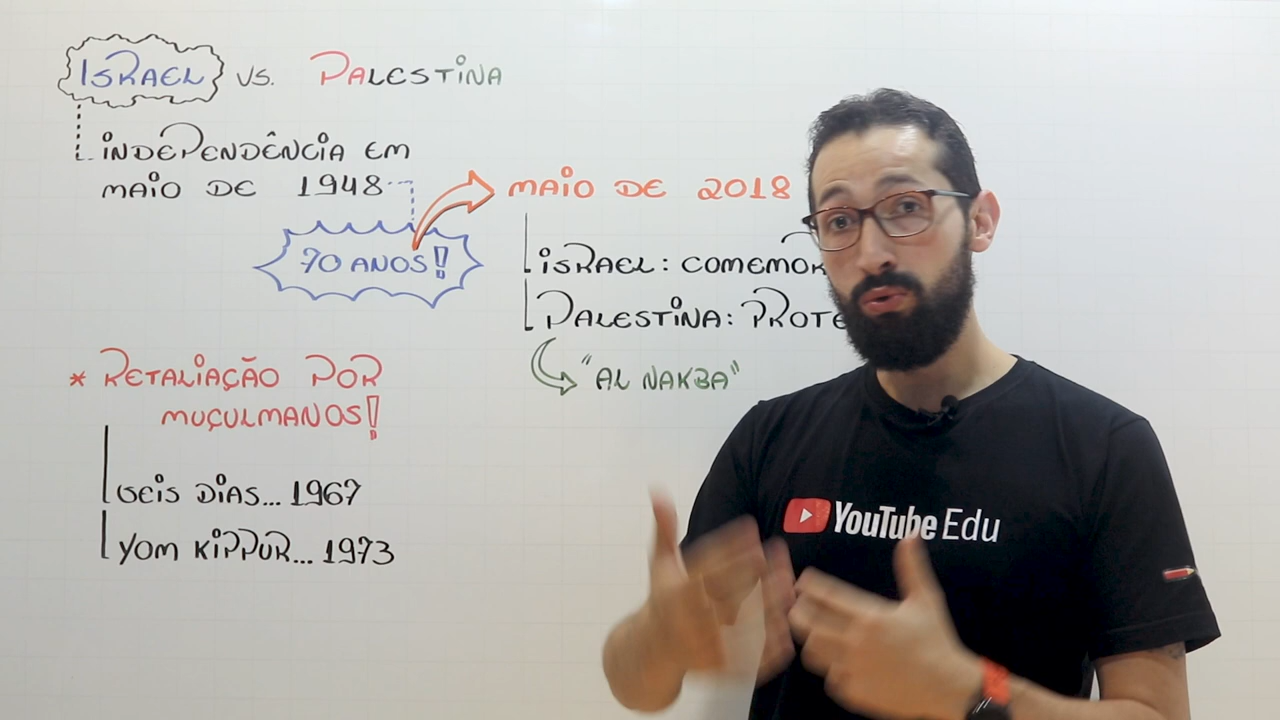 ISRAEL VS. PALESTINA
INDEPENDÊNCIA EM
MAIO DE 1948
70 ANOS!!
MAIO DE 2018
ISRAEL: COMEMOR
PALESTINA: PROTE
"AL NAKBA"
* RETALIAÇÃO POR
MUÇULMANOS!
SEIS DIAS... 1967
YOM KIPPUR... 1973
YouTube Edu